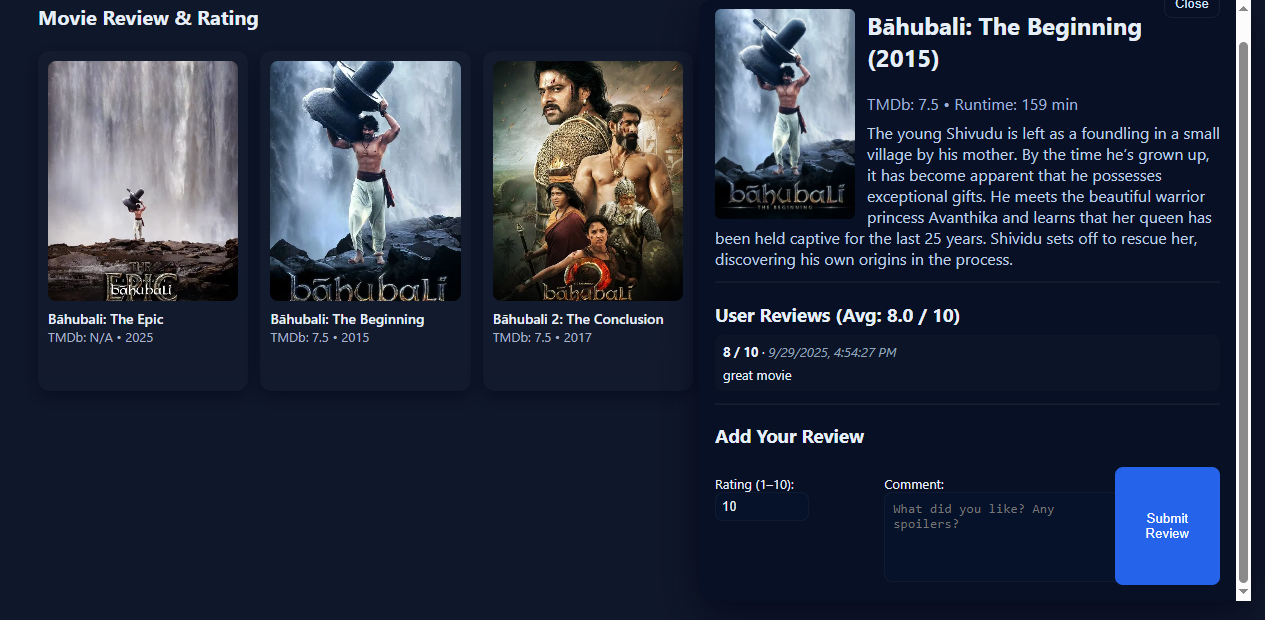 Movie Review & Rating
THE
EPIC
bāhubali
Bāhubali: The Epic
TMDb: N/A • 2025
bāhubali
Bāhubali: The Beginning
TMDb: 7.5 • 2015
bāhubali
2
Bāhubali 2: The Conclusion
TMDb: 7.5 • 2017
Close
bāhubali
THE BEGINNING
Bāhubali: The Beginning
(2015)
TMDb: 7.5 • Runtime: 159 min
The young Shivudu is left as a foundling in a small
village by his mother. By the time he’s grown up,
it has become apparent that he possesses
exceptional gifts. He meets the beautiful warrior
princess Avanthika and learns that her queen has
been held captive for the last 25 years. Shividu sets off to rescue her,
discovering his own origins in the process.
User Reviews (Avg: 8.0 / 10)
8 / 10 · 9/29/2025, 4:54:27 PM
great movie
Add Your Review
Rating (1–10):
10
Comment:
What did you like? Any
spoilers?
Submit
Review